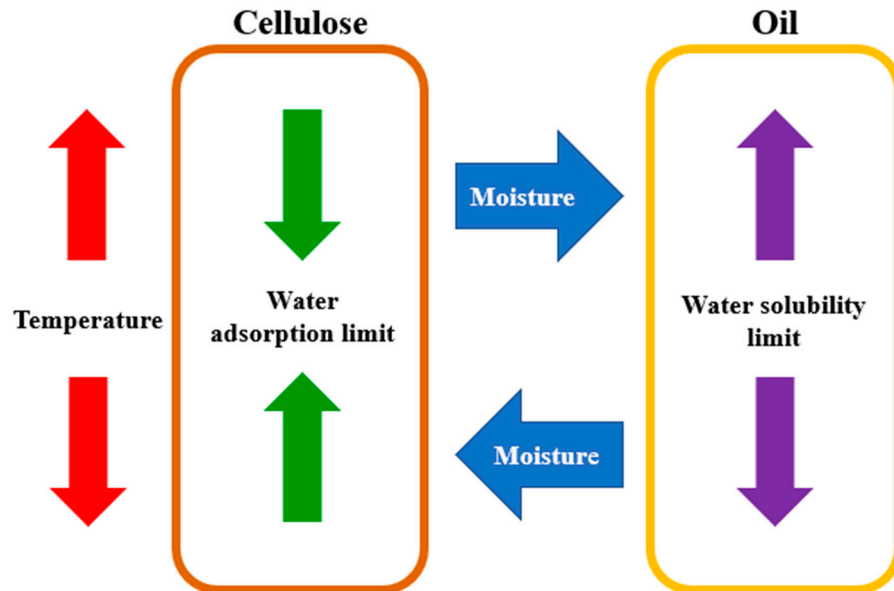 Cellulose
Oil
Moisture
Temperature
Water
adsorption limit
Water solubility
limit
Moisture